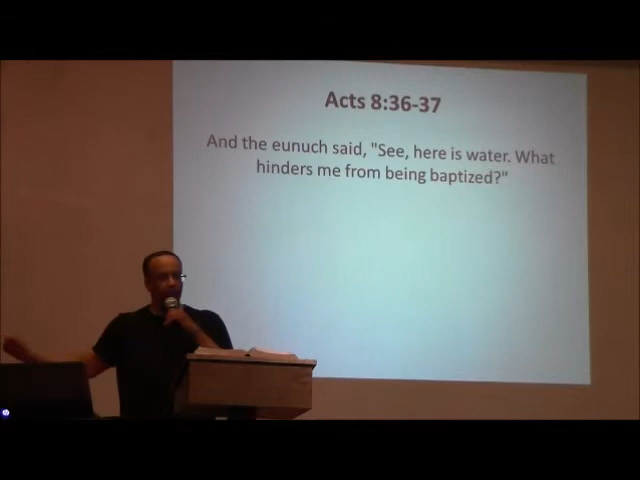 Acts 8:36-37
And the eunuch said, "See, here is water. What
hinders me from being baptized?"